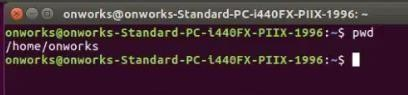 onworks@onworks-Standard-PC-i440FX-PIIX-1996: ~
onworks@onworks-Standard-PC-i440FX-PIIX-1996:~$ pwd
/home/onworks
onworks@onworks-Standard-PC-i440FX-PIIX-1996:~$